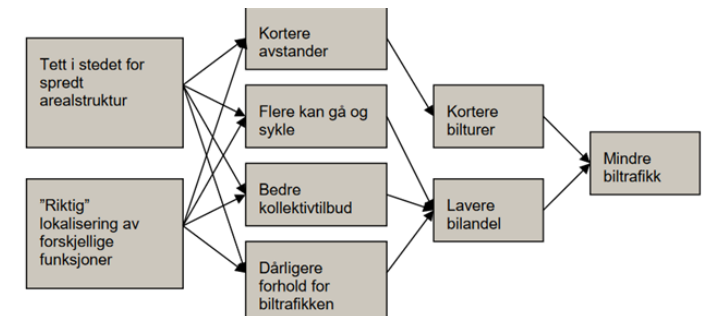 Tett i stedet for
spredt
arealstruktur
"Riktig"
lokalisering av
forskjellige
funksjoner
Kortere
avstander
Flere kan gå og
sykle
Bedre
kollektivtilbud
Dårligere
forhold for
biltrafikken
Kortere
bilturer
Lavere
bilandel
Mindre
biltrafikk